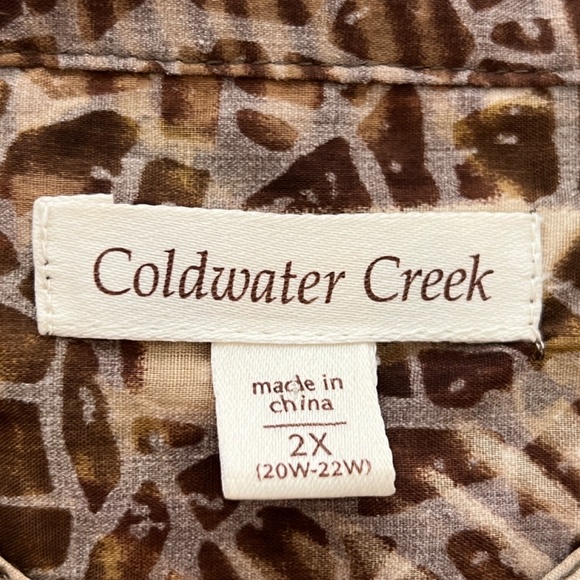 Coldwater Creek
made in
china
2X
(20W-22W)